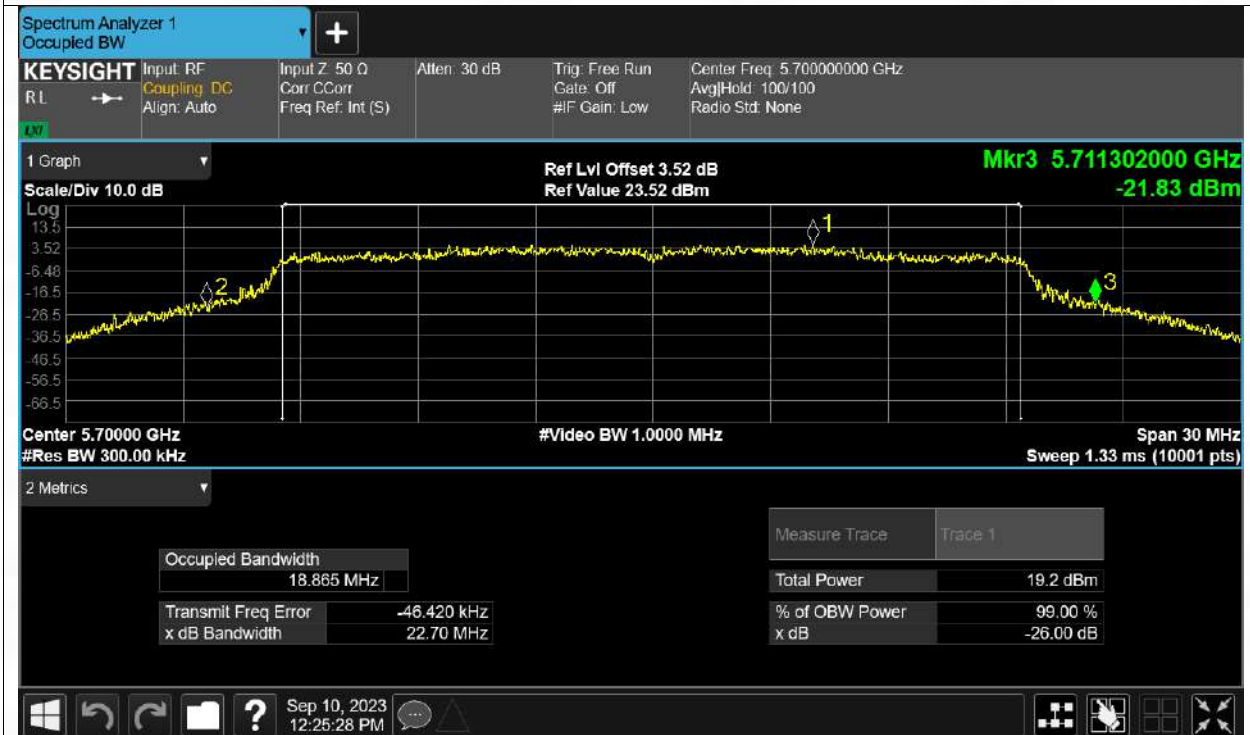 Spectrum Analyzer 1
Occupied BW
+
KEYSIGHT
RL
LXI
Input: RF
Coupling: DC
Align: Auto
Input Z: 50 Ω
Corr CCorr
Freq Ref: Int (S)
Atten: 30 dB
Trig: Free Run
Gate: Off
#IF Gain: Low
Center Freq: 5.700000000 GHz
Avg|Hold: 100/100
Radio Std: None
1 Graph
Scale/Div 10.0 dB
Ref Lvl Offset 3.52 dB
Ref Value 23.52 dBm
Mkr3 5.711302000 GHz
-21.83 dBm
Log
13.5
3.52
-6.48
-16.5
-26.5
-36.5
-46.5
-56.5
-66.5
1
2
3
Center 5.70000 GHz
#Res BW 300.00 kHz
#Video BW 1.0000 MHz
Span 30 MHz
Sweep 1.33 ms (10001 pts)
2 Metrics
Measure Trace Trace 1
Occupied Bandwidth
18.865 MHz
Total Power 19.2 dBm
Transmit Freq Error -46.420 kHz
% of OBW Power 99.00 %
x dB Bandwidth 22.70 MHz
x dB -26.00 dB
?
Sep 10, 2023
12:25:28 PM